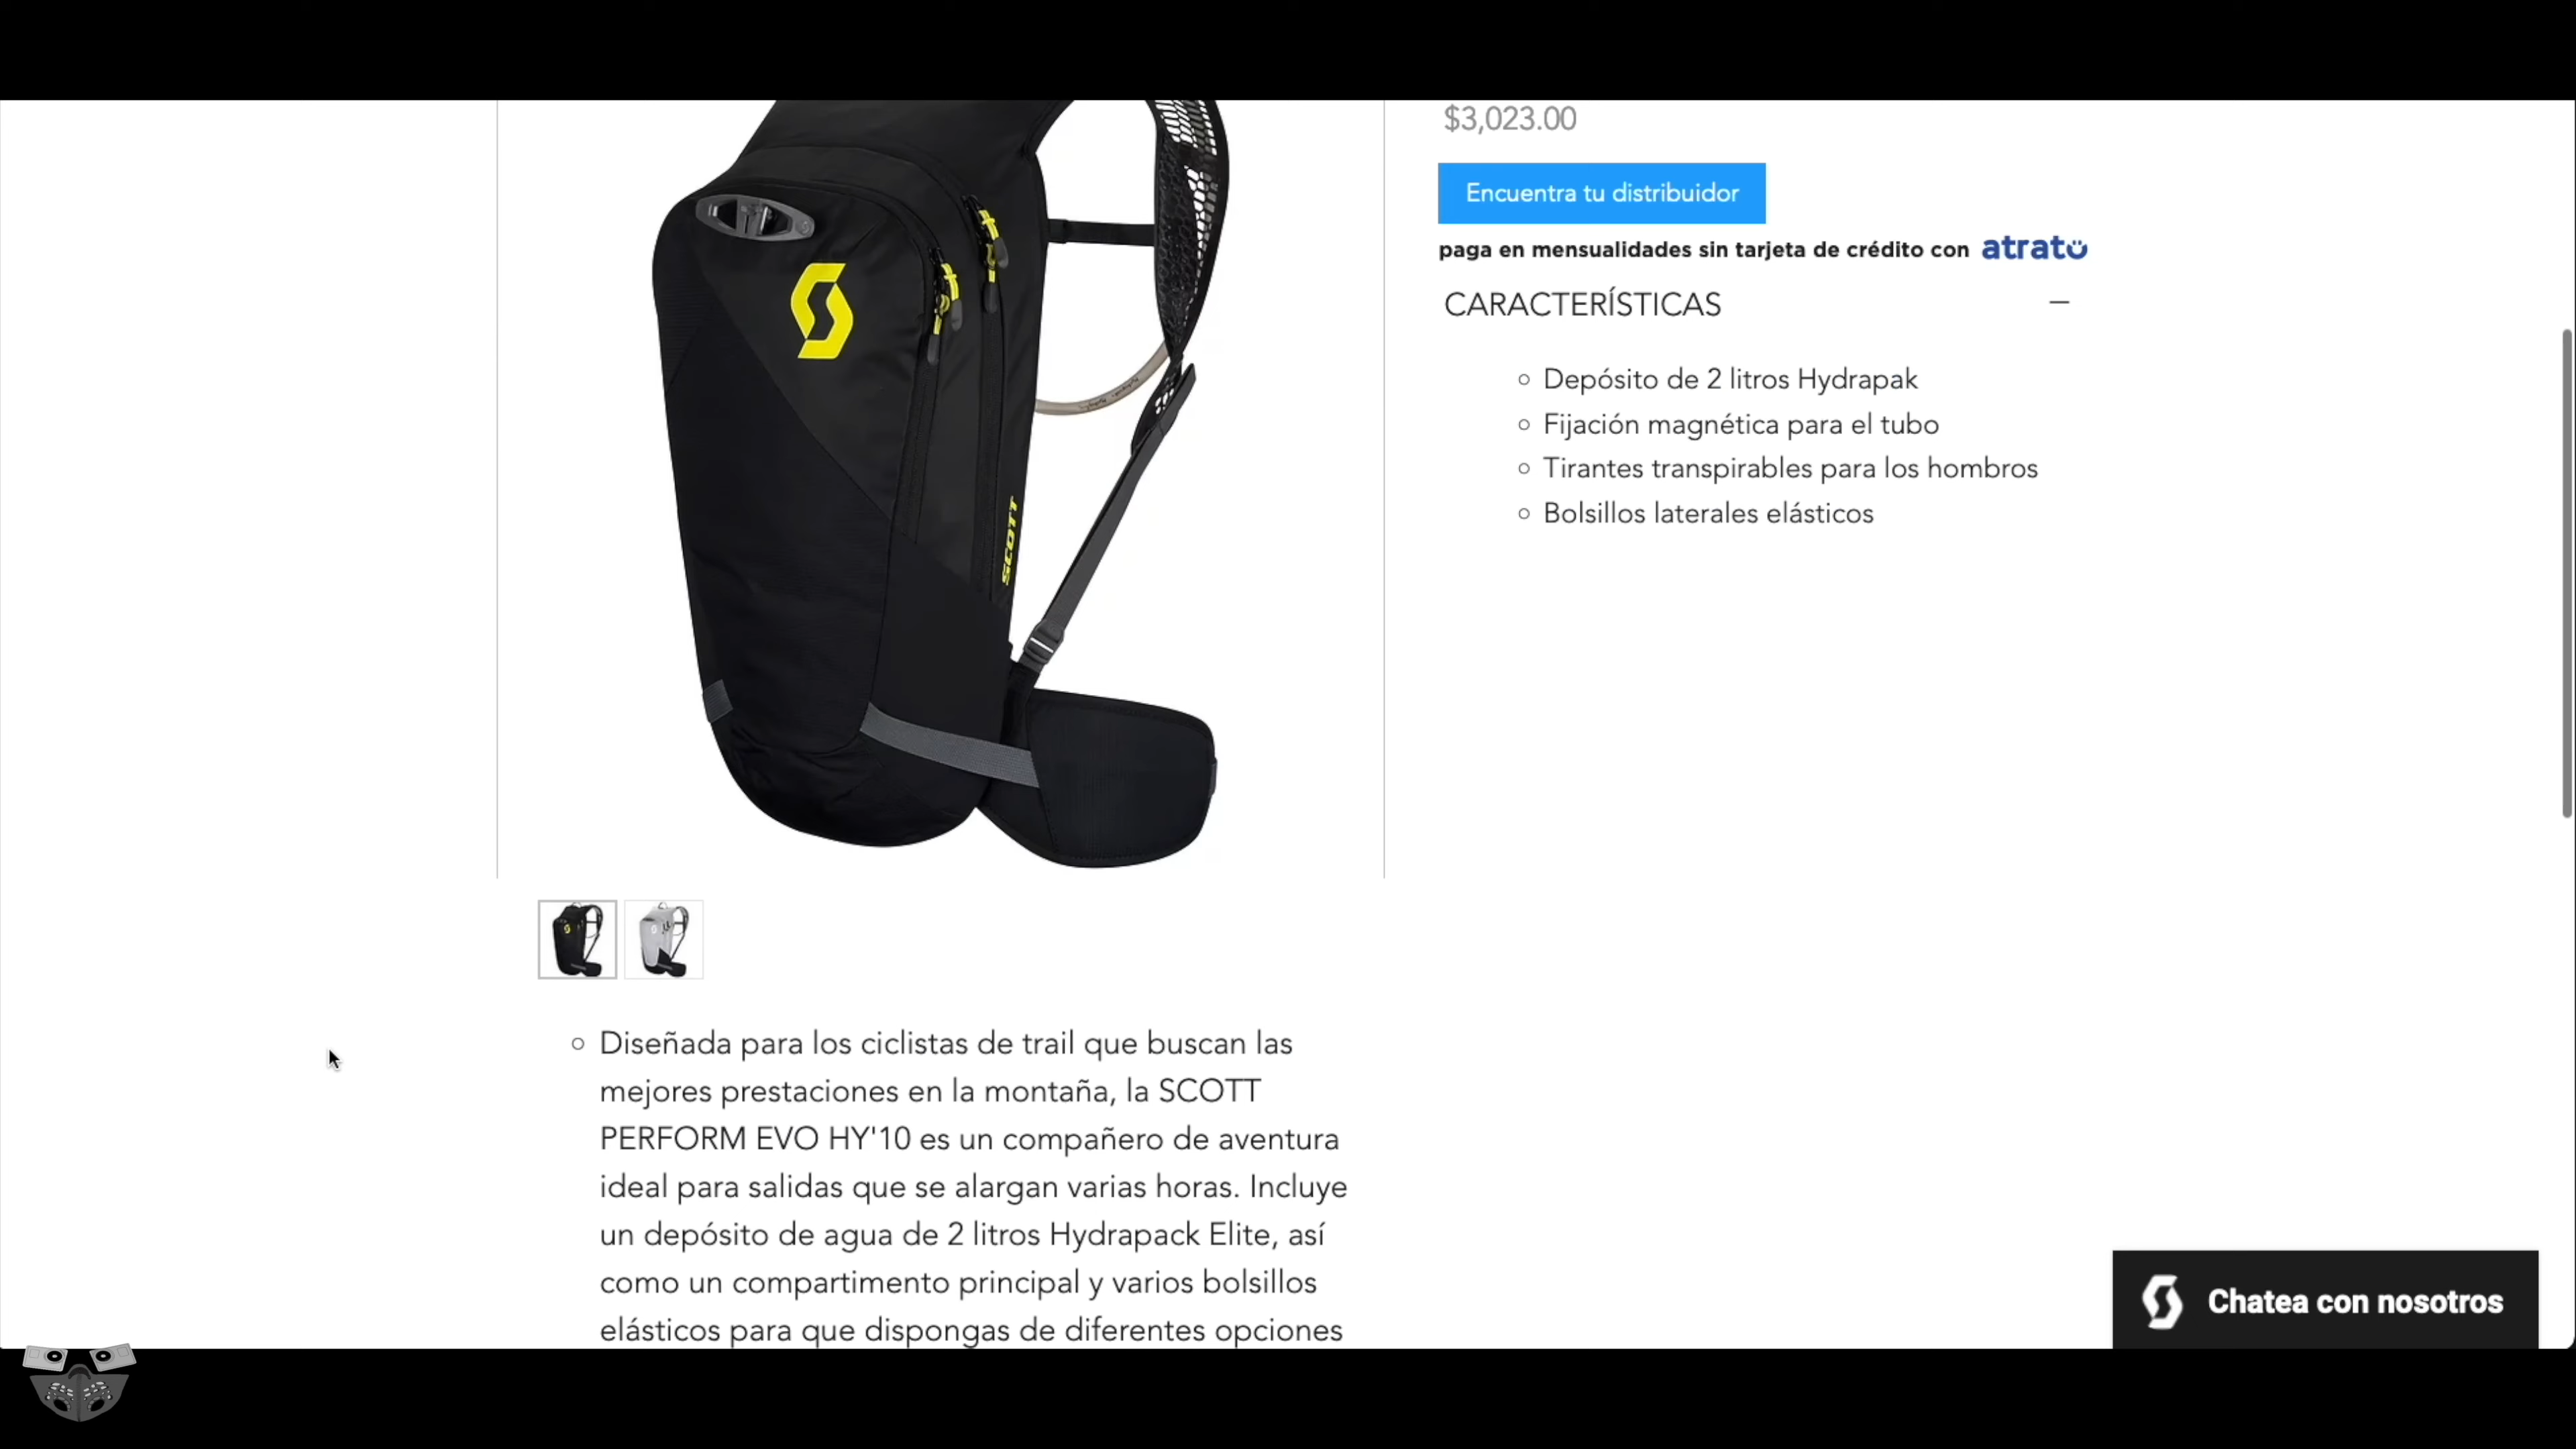 $3,023.00
Encuentra tu distribuidor
paga en mensualidades sin tarjeta de crédito con atrato
CARACTERÍSTICAS
Depósito de 2 litros Hydrapak
Fijación magnética para el tubo
Tirantes transpirables para los hombros
Bolsillos laterales elásticos
SCOTT
Diseñada para los ciclistas de trail que buscan las
mejores prestaciones en la montaña, la SCOTT
PERFORM EVO HY'10 es un compañero de aventura
ideal para salidas que se alargan varias horas. Incluye
un depósito de agua de 2 litros Hydrapack Elite, así
como un compartimento principal y varios bolsillos
elásticos para que dispongas de diferentes opciones
Chatea con nosotros